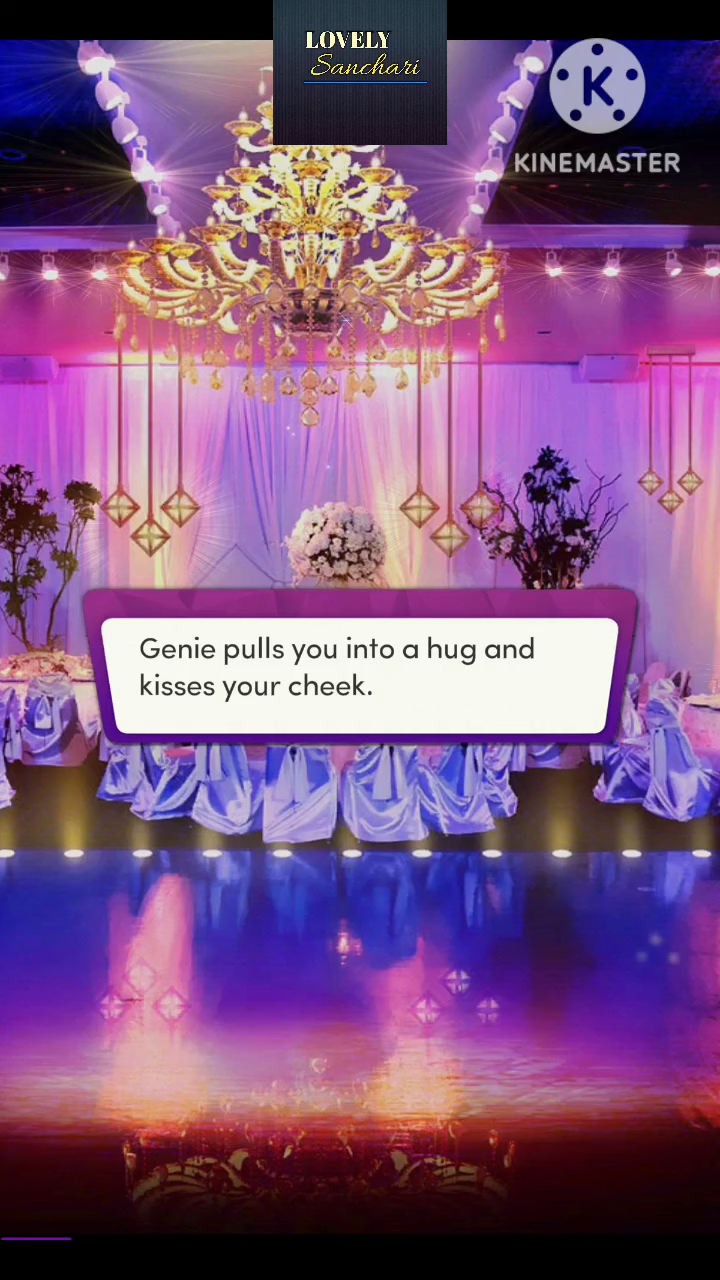 LOVELY
Sanchari
K
KINEMASTER
Genie pulls you into a hug and
kisses your cheek.